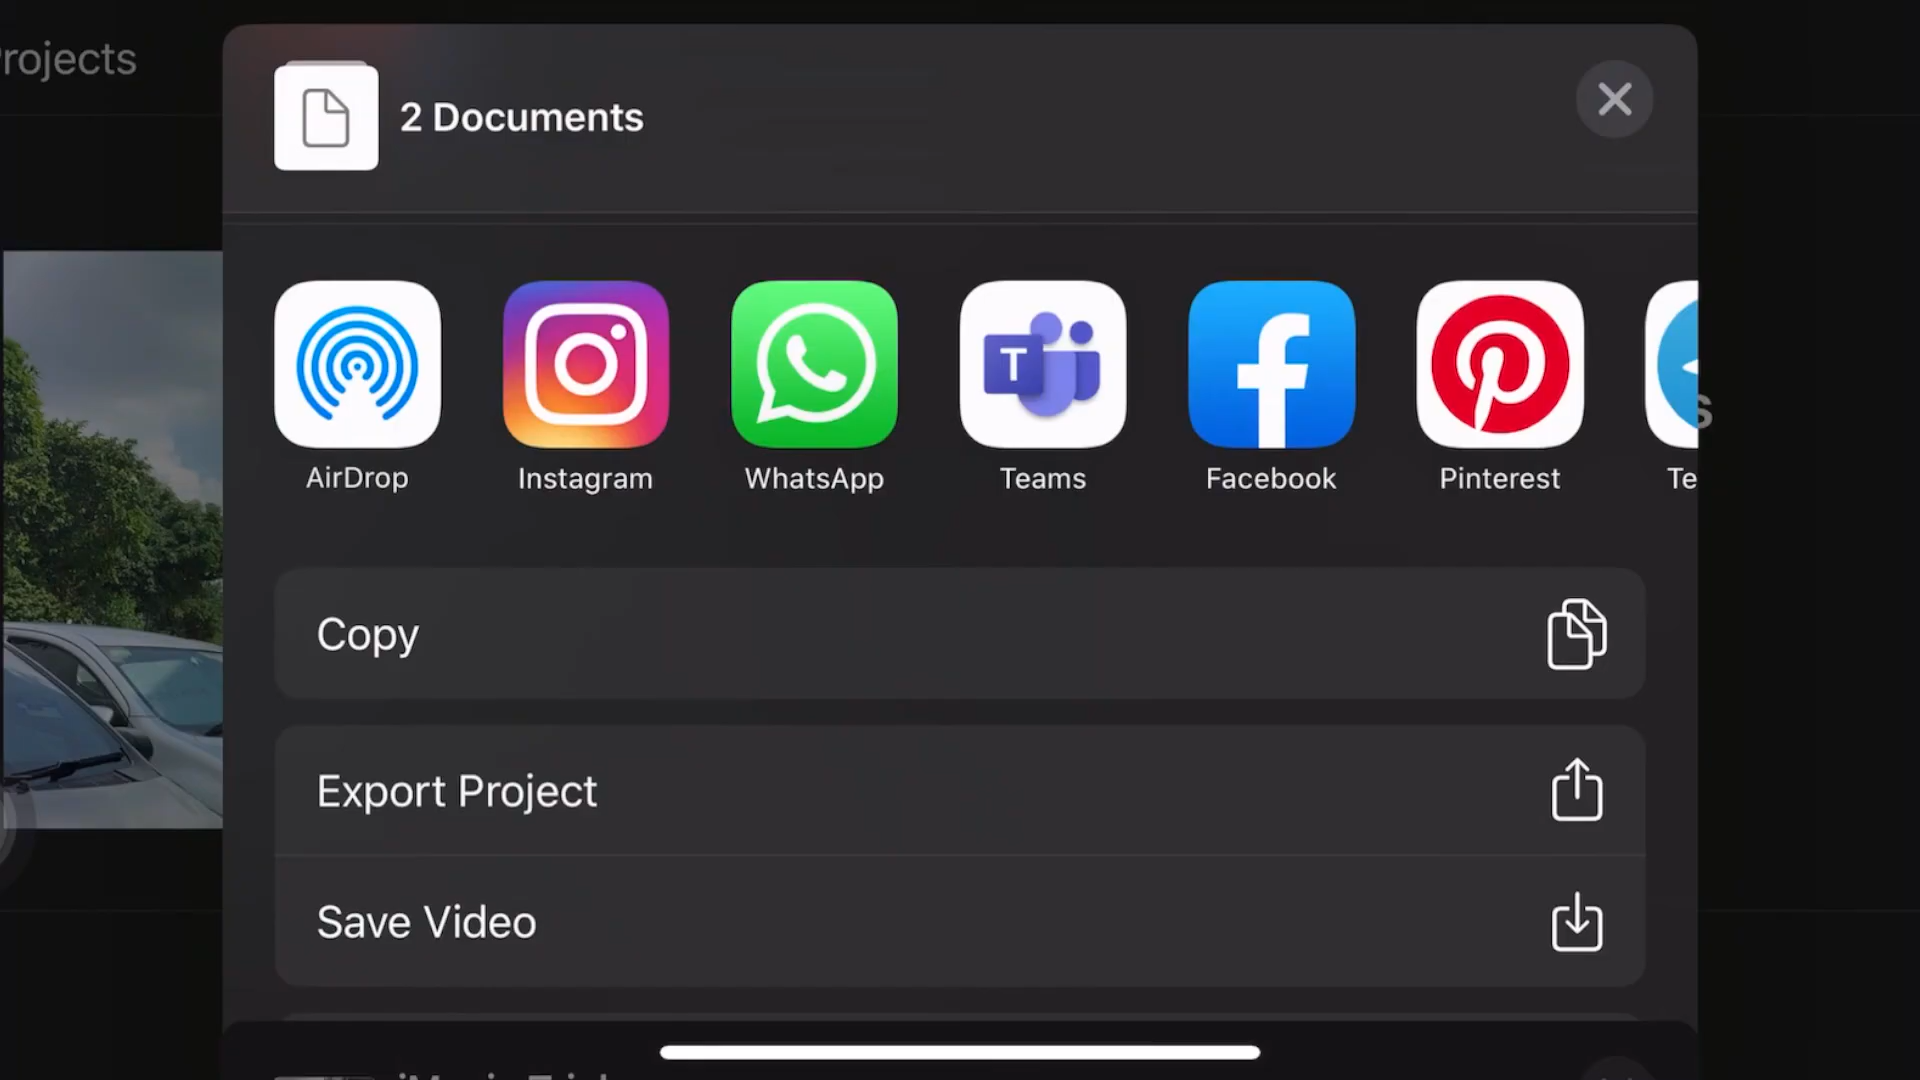 rojects
2 Documents
T
AirDrop
Instagram
WhatsApp
Teams
Facebook
Pinterest
Te
s
Copy
Export Project
Save Video